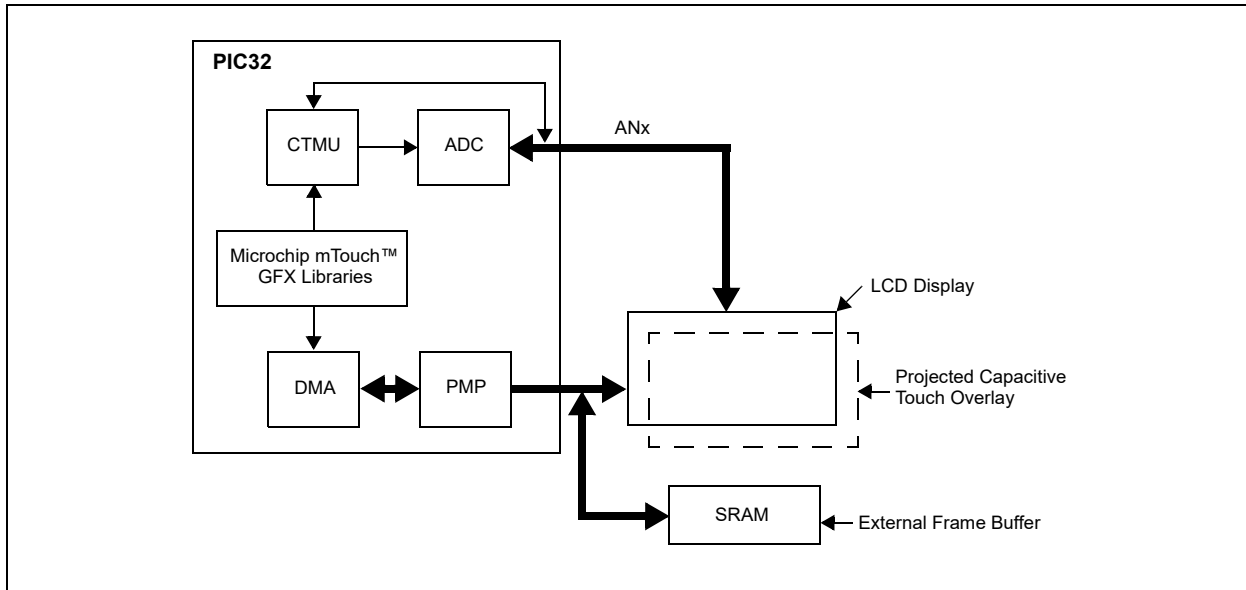 PIC32
CTMU
ADC
ANx
Microchip mTouch™
GFX Libraries
LCD Display
DMA
PMP
Projected Capacitive
Touch Overlay
SRAM
External Frame Buffer